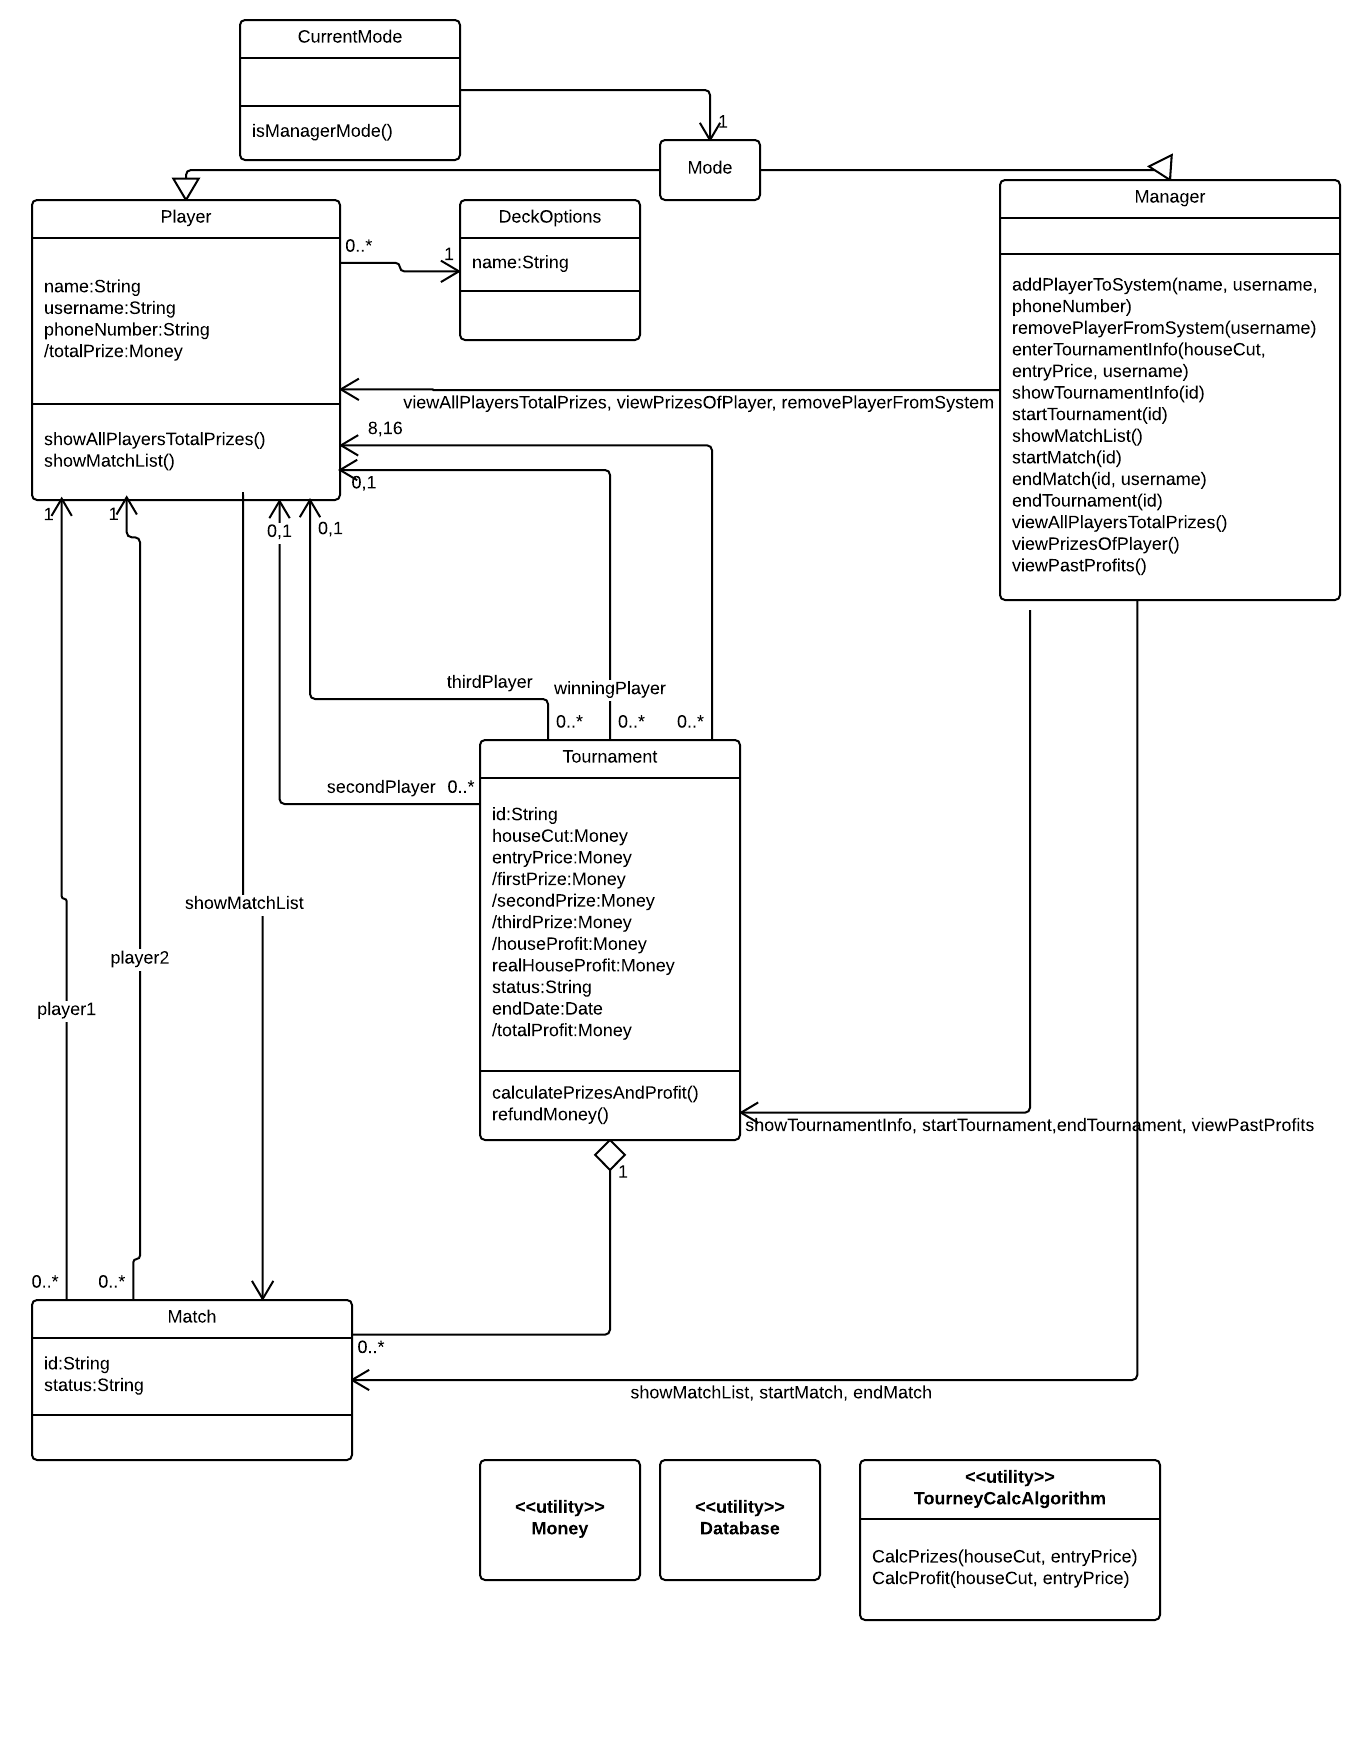 CurrentMode
isManagerMode()
1
Mode
Player
name:String
username:String
phoneNumber:String
/totalPrize:Money
showAllPlayersTotalPrizes()
showMatchList()
0..*
1
DeckOptions
name:String
Manager
addPlayerToSystem(name, username,
phoneNumber)
removePlayerFromSystem(username)
enterTournamentInfo(houseCut,
entryPrice, username)
showTournamentInfo(id)
startTournament(id)
showMatchList()
startMatch(id)
endMatch(id, username)
endTournament(id)
viewAllPlayersTotalPrizes()
viewPrizesOfPlayer()
viewPastProfits()
viewAllPlayersTotalPrizes, viewPrizesOfPlayer, removePlayerFromSystem
8,16
0,1
1
1
0,1
0,1
thirdPlayer
winningPlayer
0..*
0..*
0..*
secondPlayer
0..*
Tournament
id:String
houseCut:Money
entryPrice:Money
/firstPrize:Money
/secondPrize:Money
/thirdPrize:Money
/houseProfit:Money
realHouseProfit:Money
status:String
endDate:Date
/totalProfit:Money
calculatePrizesAndProfit()
refundMoney()
showMatchList
player2
player1
showTournamentInfo, startTournament,endTournament, viewPastProfits
1
0..*
0..*
Match
id:String
status:String
0..*
showMatchList, startMatch, endMatch
<<utility>>
Money
<<utility>>
Database
<<utility>>
TourneyCalcAlgorithm
CalcPrizes(houseCut, entryPrice)
CalcProfit(houseCut, entryPrice)